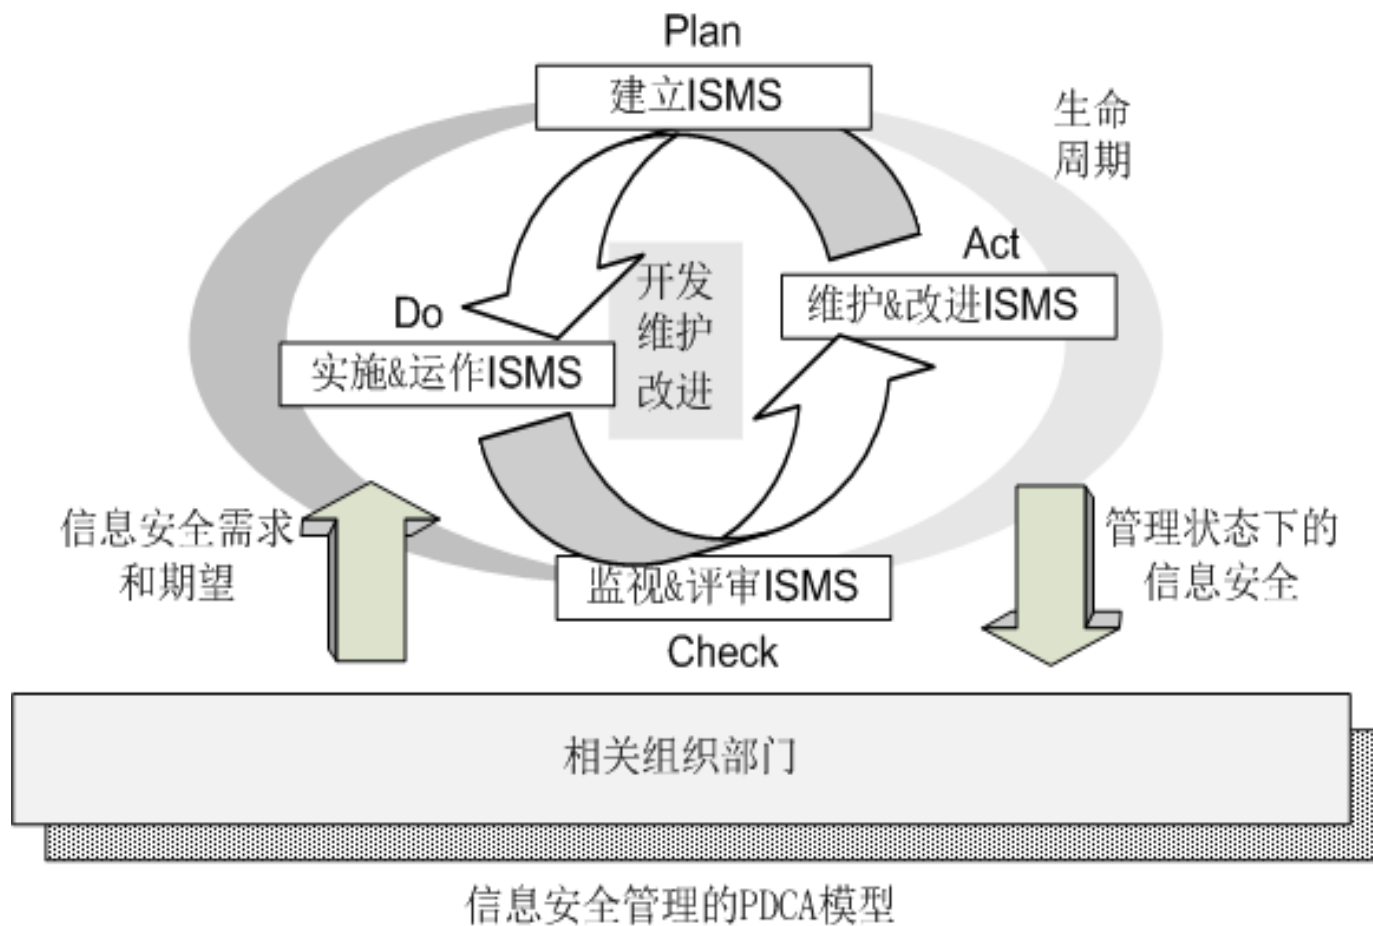 Plan
建立ISMS
生命
周期
Act
维护&改进ISMS
开发
维护
改进
Do
实施&运作ISMS
信息安全需求
和期望
管理状态下的
信息安全
监视&评审ISMS
Check
相关组织部门
信息安全管理的PDCA模型